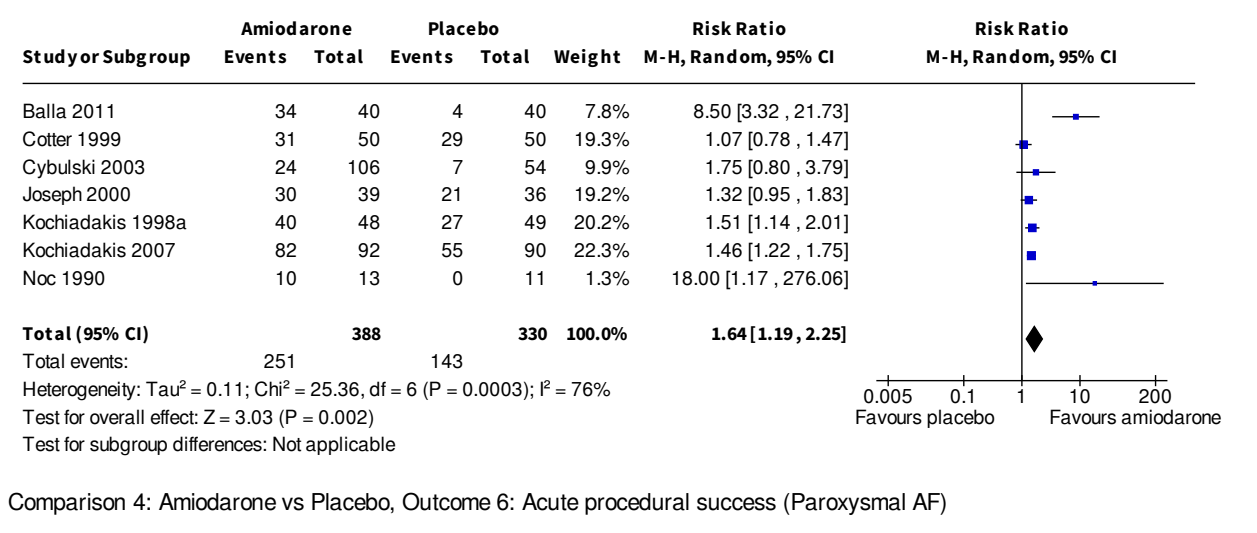 Amiodarone Placebo Risk Ratio Risk Ratio
Study or Subgroup Events Total Events Total Weight M-H, Random, 95% CI M-H, Random, 95% CI
Balla 2011 34 40 4 40 7.8% 8.50 [3.32 , 21.73]
Cotter 1999 31 50 29 50 19.3% 1.07 [0.78 , 1.47]
Cybulski 2003 24 106 7 54 9.9% 1.75 [0.80 , 3.79]
Joseph 2000 30 39 21 36 19.2% 1.32 [0.95 , 1.83]
Kochiadakis 1998a 40 48 27 49 20.2% 1.51 [1.14 , 2.01]
Kochiadakis 2007 82 92 55 90 22.3% 1.46 [1.22 , 1.75]
Noc 1990 10 13 0 11 1.3% 18.00 [1.17 , 276.06]
Total (95% CI) 388 330 100.0% 1.64 [1.19 , 2.25]
Total events: 251 143
Heterogeneity: Tau² = 0.11; Chi² = 25.36, df = 6 (P = 0.0003); I² = 76%
0.005 0.1 1 10 200
Test for overall effect: Z = 3.03 (P = 0.002) Favours placebo Favours amiodarone
Test for subgroup differences: Not applicable
Comparison 4: Amiodarone vs Placebo, Outcome 6: Acute procedural success (Paroxysmal AF)